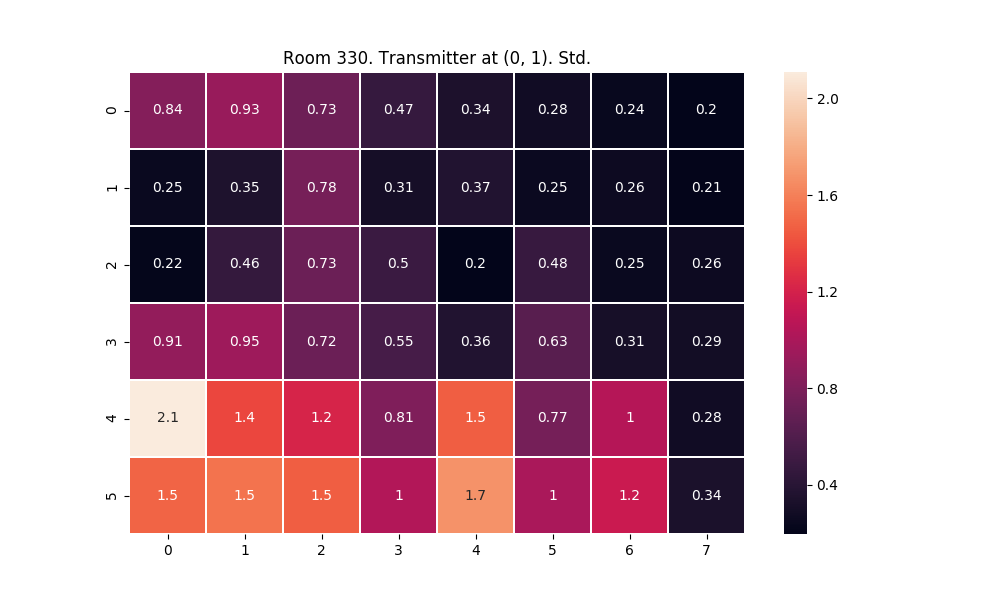 Room 330. Transmitter at (0, 1). Std.
0 0.84 0.93 0.73 0.47 0.34 0.28 0.24 0.2
1 0.25 0.35 0.78 0.31 0.37 0.25 0.26 0.21
2 0.22 0.46 0.73 0.5 0.2 0.48 0.25 0.26
3 0.91 0.95 0.72 0.55 0.36 0.63 0.31 0.29
4 2.1 1.4 1.2 0.81 1.5 0.77 1 0.28
5 1.5 1.5 1.5 1 1.7 1 1.2 0.34
0 1 2 3 4 5 6 7
2.0
1.6
1.2
0.8
0.4